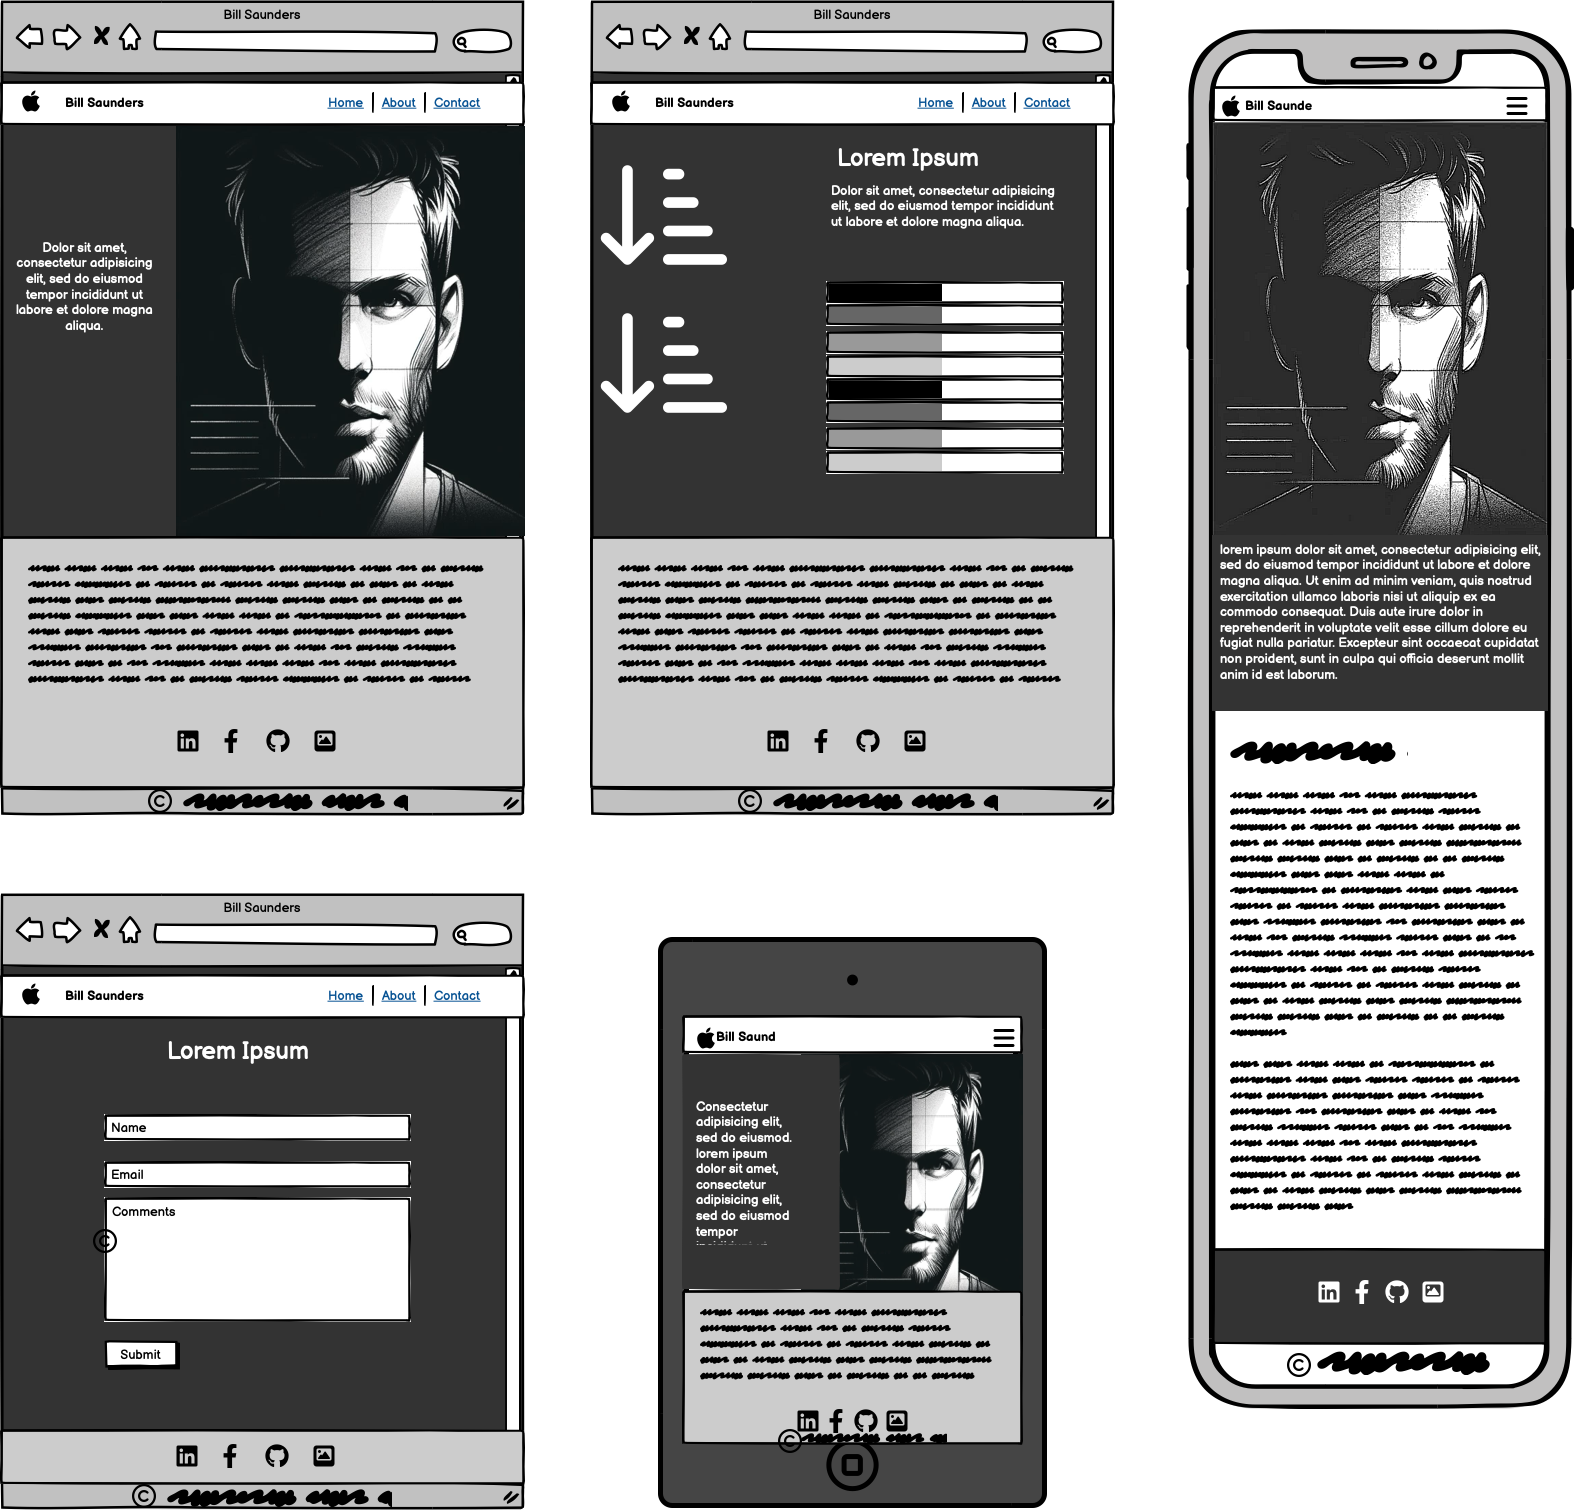 Bill Saunders
Bill Saunders
Home
About
Contact
Dolor sit amet,
consectetur adipisicing
elit, sed do eiusmod
tempor incididunt ut
labore et dolore magna
aliqua.
Bill Saunders
Bill Saunders
Home
About
Contact
Lorem Ipsum
Dolor sit amet, consectetur adipisicing
elit, sed do eiusmod tempor incididunt
ut labore et dolore magna aliqua.
Bill Saunde
lorem ipsum dolor sit amet, consectetur adipisicing elit,
sed do eiusmod tempor incididunt ut labore et dolore
magna aliqua. Ut enim ad minim veniam, quis nostrud
exercitation ullamco laboris nisi ut aliquip ex ea
commodo consequat. Duis aute irure dolor in
reprehenderit in voluptate velit esse cillum dolore eu
fugiat nulla pariatur. Excepteur sint occaecat cupidatat
non proident, sunt in culpa qui officia deserunt mollit
anim id est laborum.
Bill Saunders
Bill Saunders
Home
About
Contact
Lorem Ipsum
Name
Email
Comments
Submit
Bill Saund
Consectetur
adipisicing elit,
sed do eiusmod.
lorem ipsum
dolor sit amet,
consectetur
adipisicing elit,
sed do eiusmod
tempor